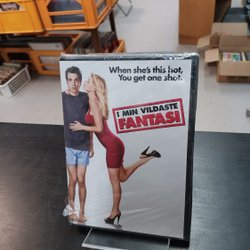 When she's this hot,
You get one shot.
I MIN VILDASTE
FANTASI